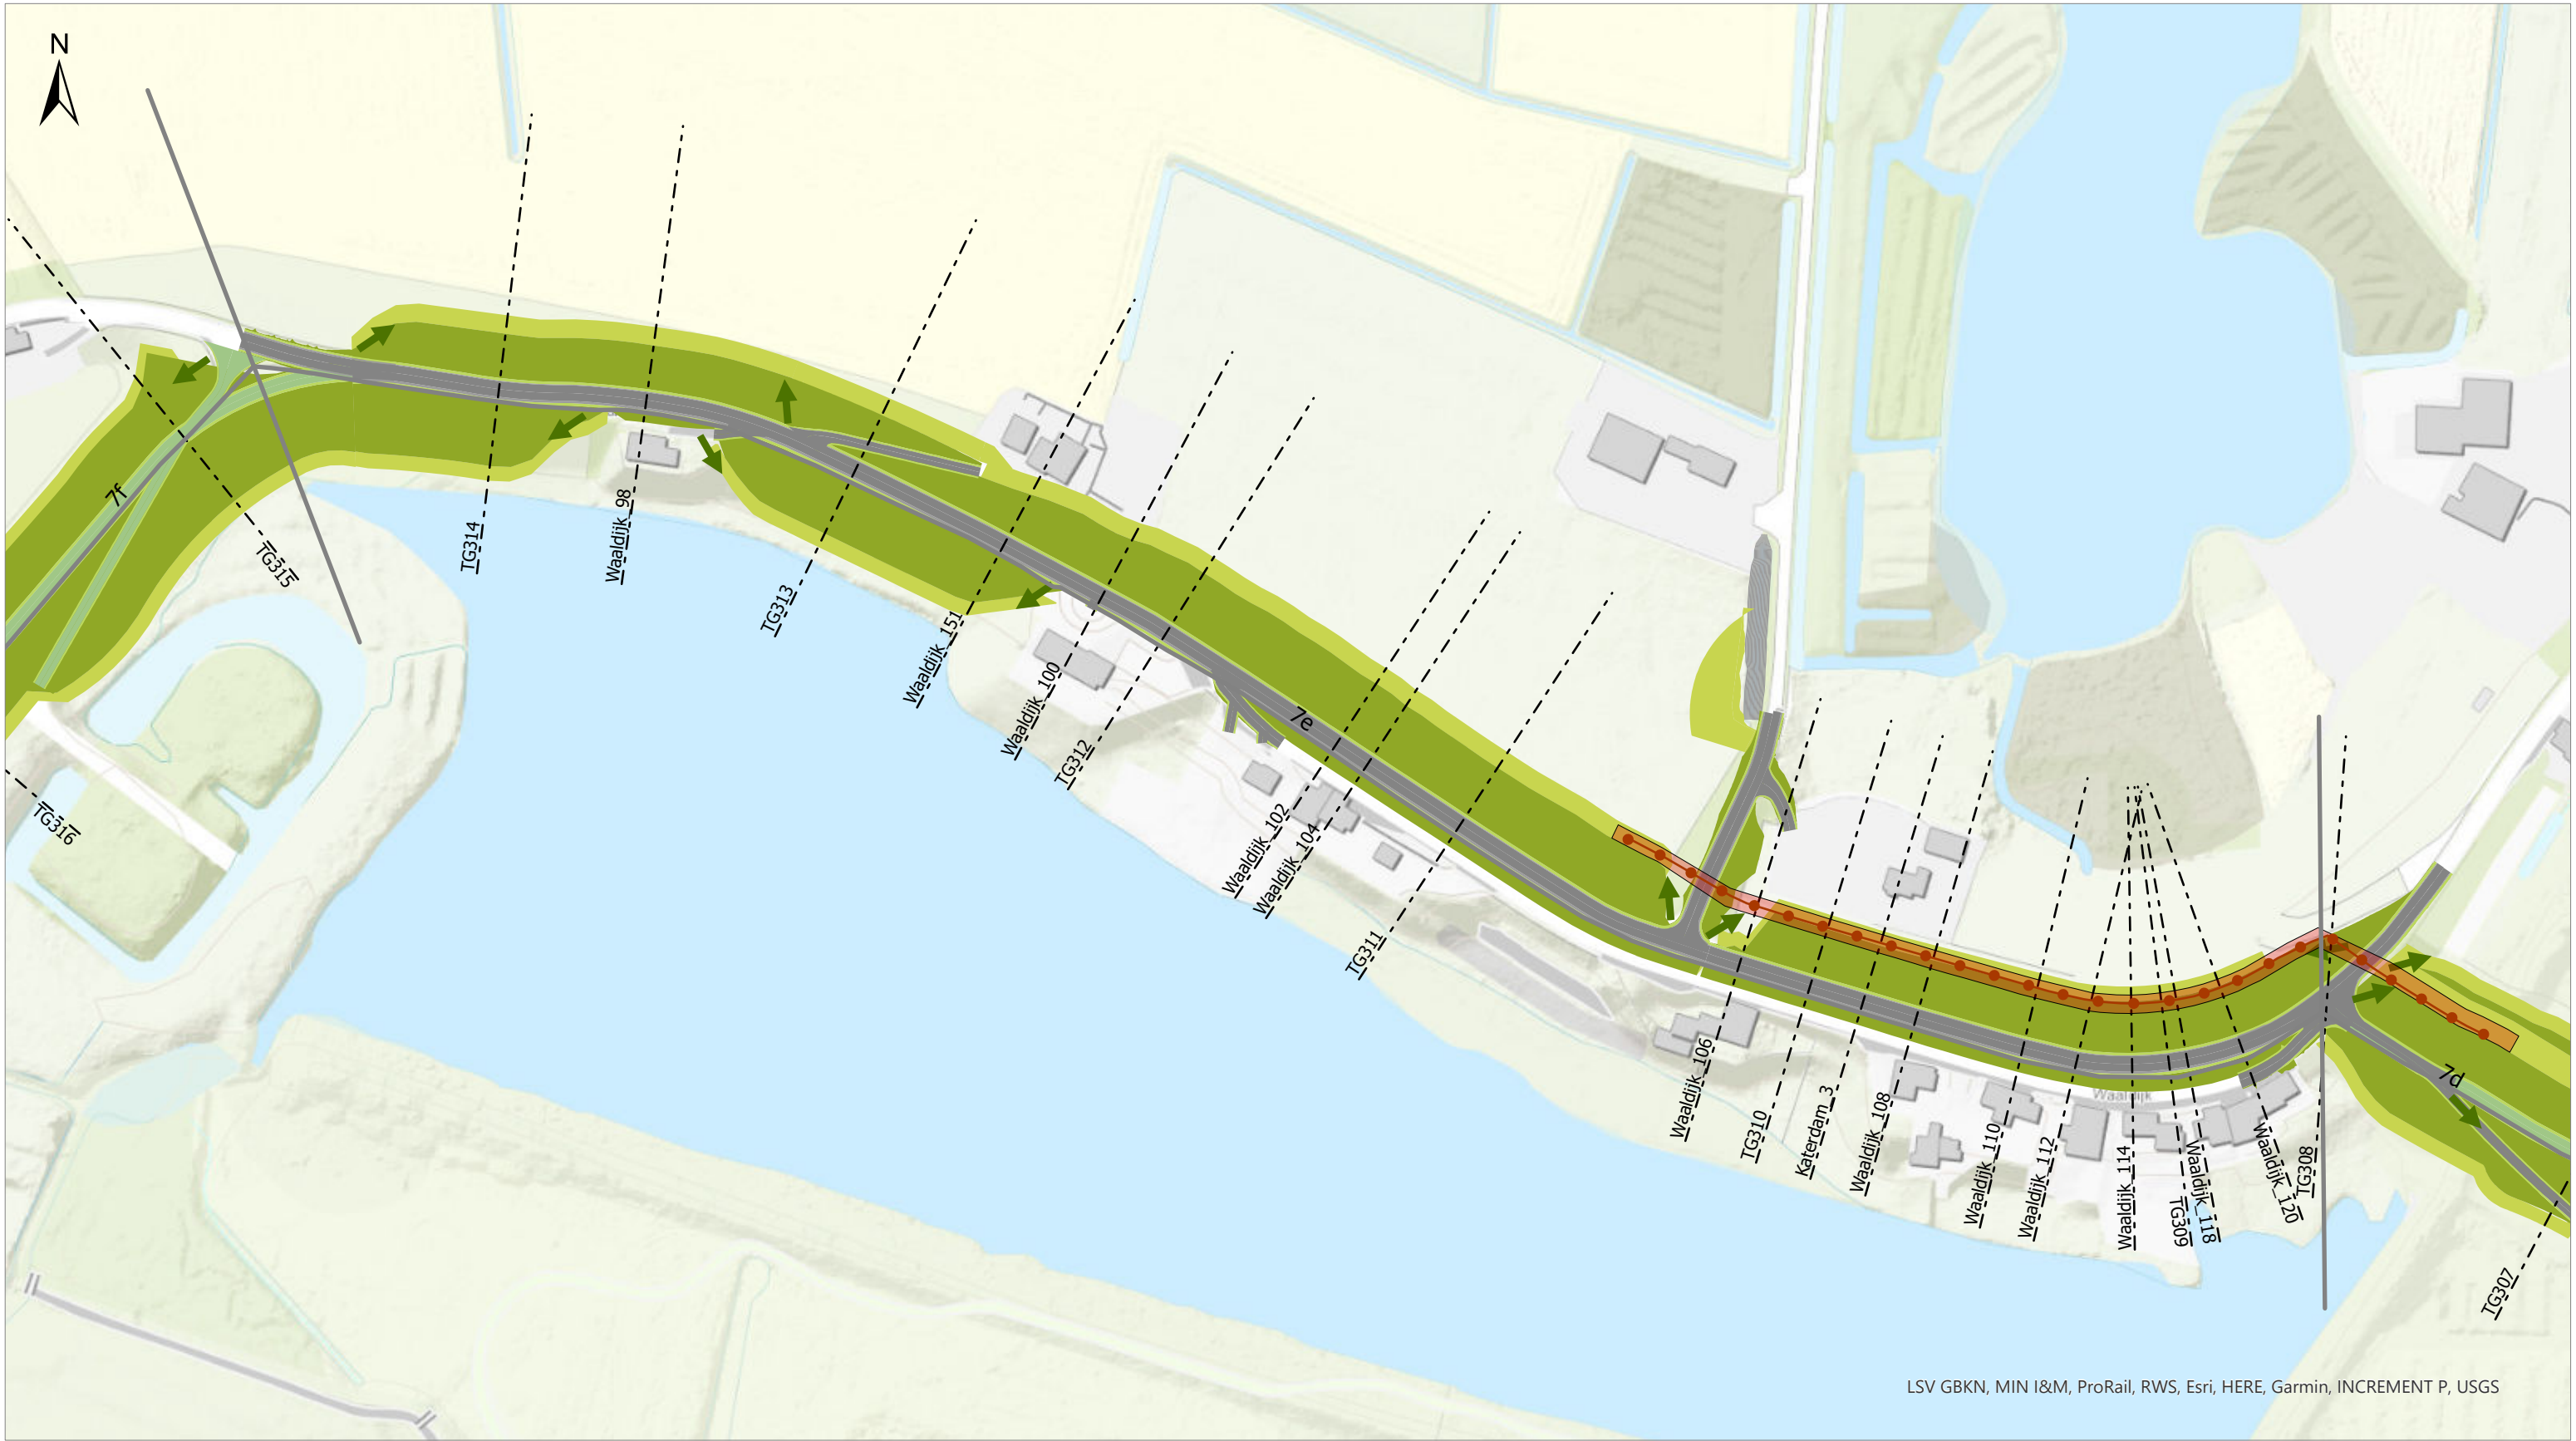 N
7f
TG315
TG316
TG314
Waaldijk_98
TG313
Waaldijk_151
Waaldijk_100
TG312
7e
Waaldijk_102
Waaldijk_104
TG311
Waaldijk_106
TG310
Katerdam_3
Waaldijk_108
Waaldijk_110
Waaldijk_112
Waaldijk_114
TG309
Waaldijk_118
Waaldijk_120
TG308
Waaldijk
7d
TG307
LSV GBKN, MIN I&M, ProRail, RWS, Esri, HERE, Garmin, INCREMENT P, USGS